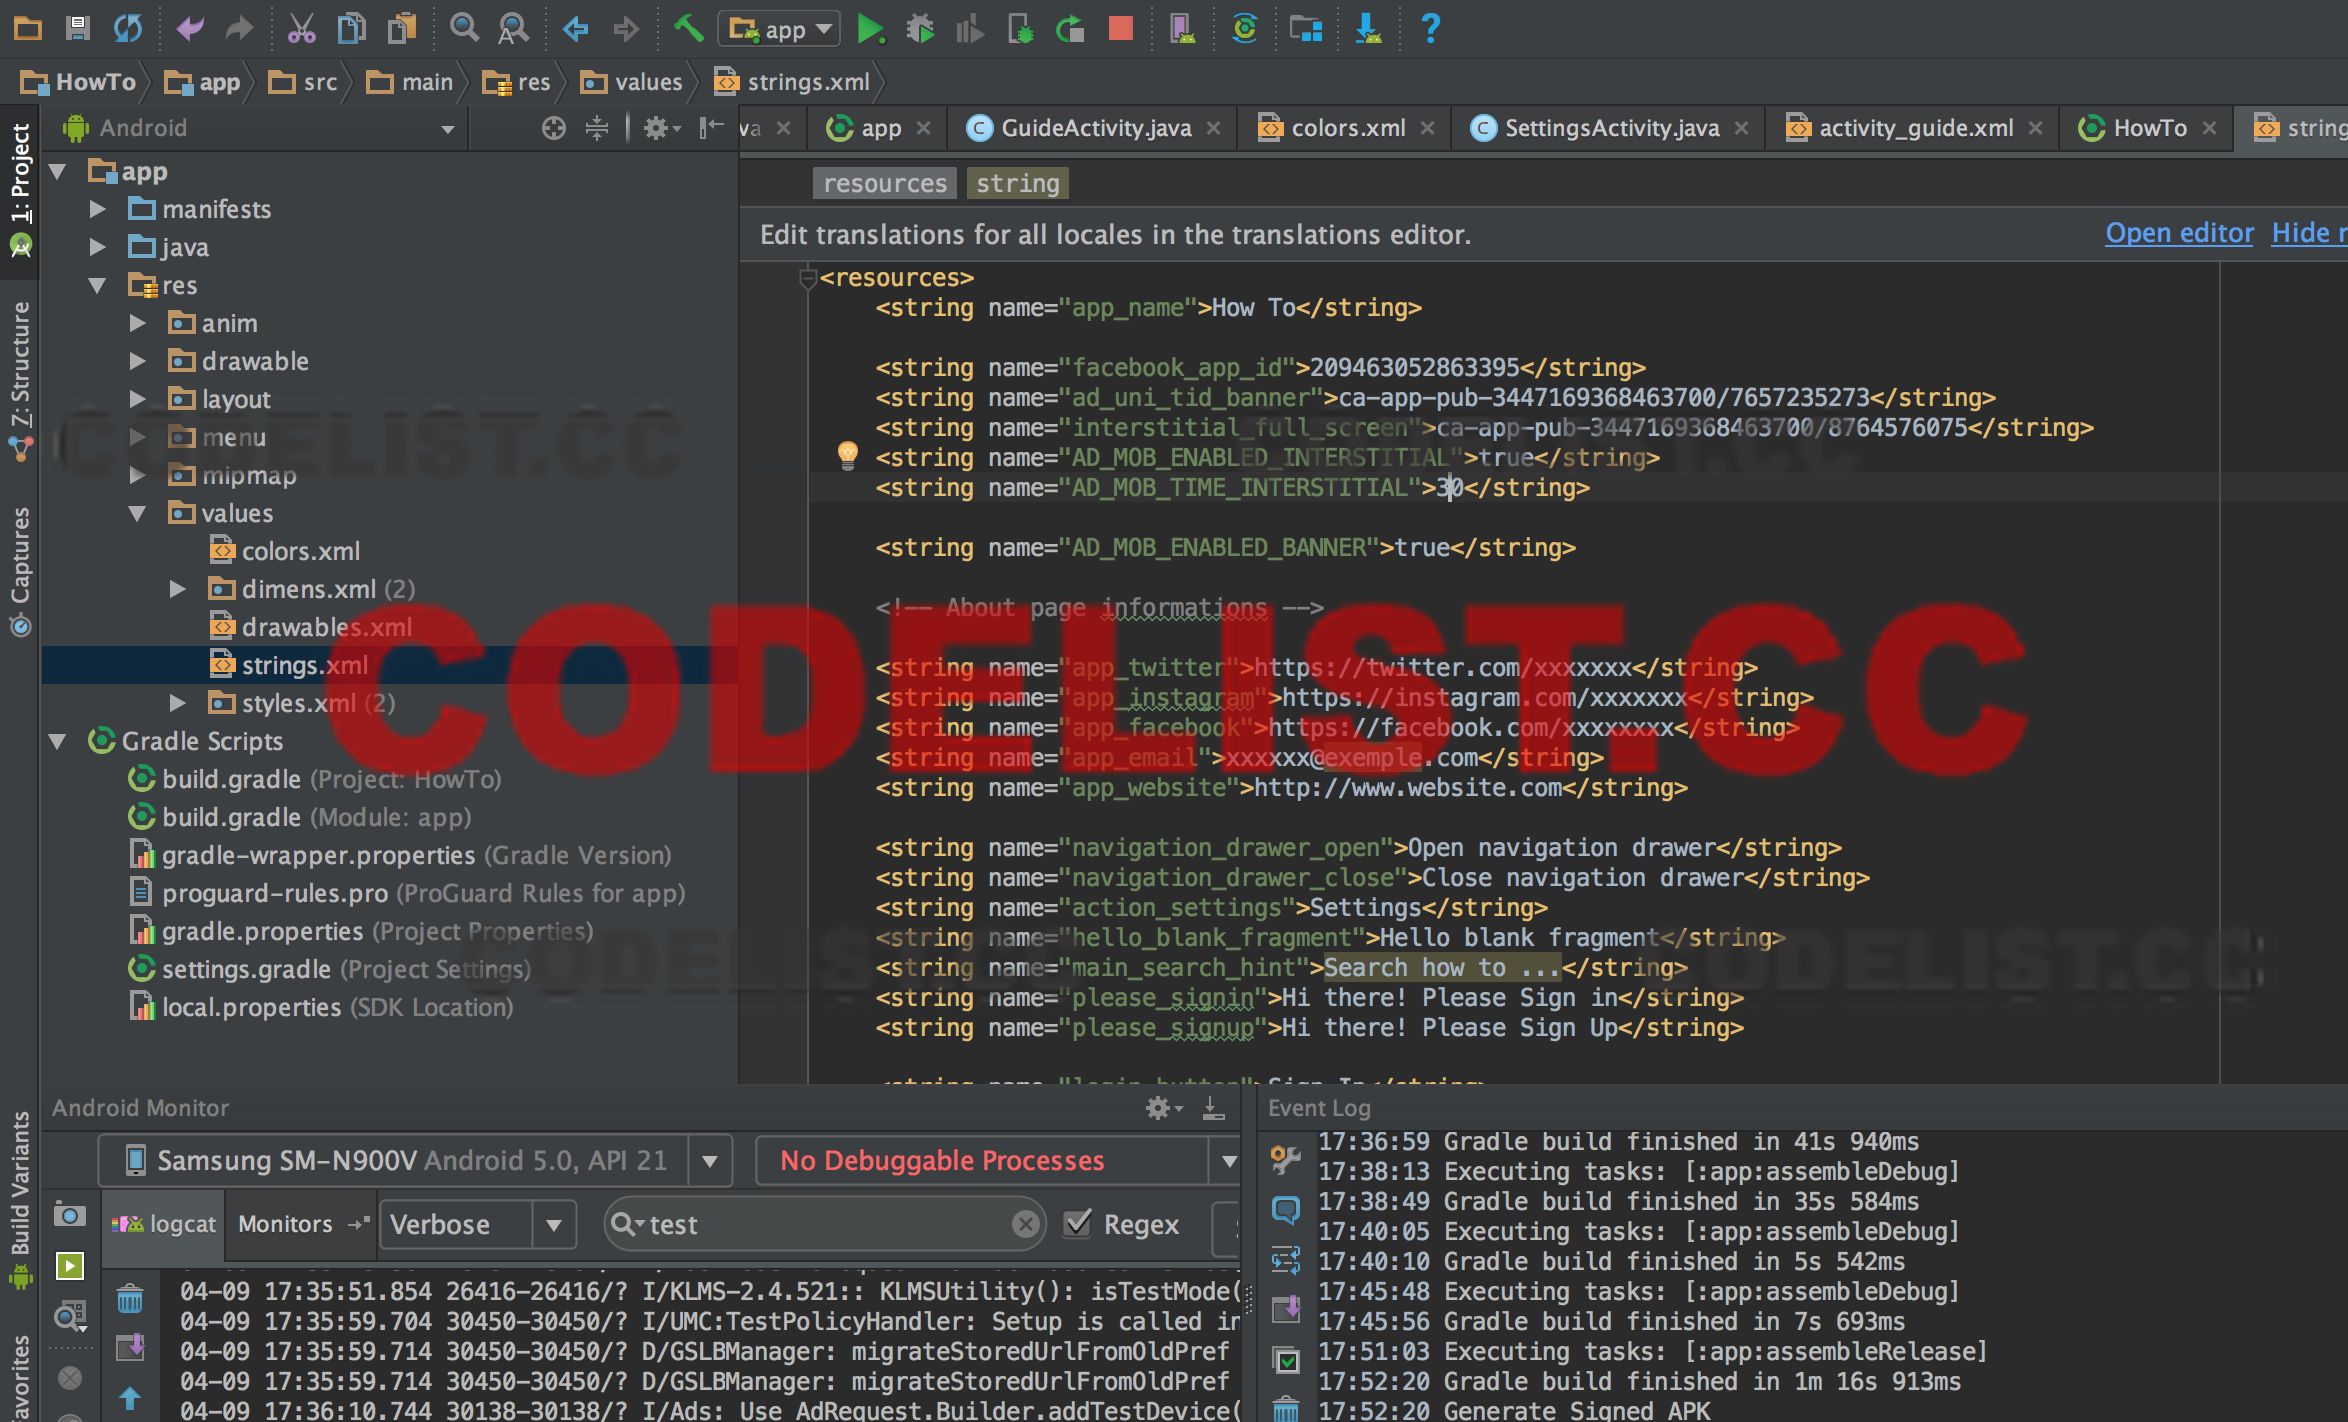 app
HowTo app src main res values strings.xml
Android
va app GuideActivity.java colors.xml SettingsActivity.java activity_guide.xml HowTo string
1: Project
7: Structure
Captures
Build Variants
avorites
app
manifests
java
res
anim
drawable
layout
menu
mipmap
values
colors.xml
dimens.xml (2)
drawables.xml
strings.xml
styles.xml (2)
Gradle Scripts
build.gradle (Project: HowTo)
build.gradle (Module: app)
gradle-wrapper.properties (Gradle Version)
proguard-rules.pro (ProGuard Rules for app)
gradle.properties (Project Properties)
settings.gradle (Project Settings)
local.properties (SDK Location)
resources string
Edit translations for all locales in the translations editor. Open editor Hide
<resources>
<string name="app_name">How To</string>
<string name="facebook_app_id">209463052863395</string>
<string name="ad_uni_tid_banner">ca-app-pub-3447169368463700/7657235273</string>
<string name="interstitial_full_screen">ca-app-pub-3447169368463700/8764576075</string>
<string name="AD_MOB_ENABLED_INTERSTITIAL">true</string>
<string name="AD_MOB_TIME_INTERSTITIAL">30</string>
<string name="AD_MOB_ENABLED_BANNER">true</string>
<!-- About page informations -->
<string name="app_twitter">https://twitter.com/xxxxxxx</string>
<string name="app_instagram">https://instagram.com/xxxxxxx</string>
<string name="app_facebook">https://facebook.com/xxxxxxxx</string>
<string name="app_email">xxxxxx@exemple.com</string>
<string name="app_website">http://www.website.com</string>
<string name="navigation_drawer_open">Open navigation drawer</string>
<string name="navigation_drawer_close">Close navigation drawer</string>
<string name="action_settings">Settings</string>
<string name="hello_blank_fragment">Hello blank fragment</string>
<string name="main_search_hint">Search how to ...</string>
<string name="please_signin">Hi there! Please Sign in</string>
<string name="please_signup">Hi there! Please Sign Up</string>
<string name="login_button">Sign In</string>
CODELIST.CC
CODELIST.CC
CODELIST.CC
CODELIST.CC
Android Monitor
Samsung SM-N900V Android 5.0, API 21 No Debuggable Processes
logcat Monitors Verbose test Regex
04-09 17:35:51.854 26416-26416/? I/KLMS-2.4.521:: KLMSUtility(): isTestMode(
04-09 17:35:59.704 30450-30450/? I/UMC:TestPolicyHandler: Setup is called in
04-09 17:35:59.714 30450-30450/? D/GSLBManager: migrateStoredUrlFromOldPref
04-09 17:35:59.714 30450-30450/? D/GSLBManager: migrateStoredUrlFromOldPref
04-09 17:36:10.744 30138-30138/? I/Ads: Use AdRequest.Builder.addTestDevice(
Event Log
17:36:59 Gradle build finished in 41s 940ms
17:38:13 Executing tasks: [:app:assembleDebug]
17:38:49 Gradle build finished in 35s 584ms
17:40:05 Executing tasks: [:app:assembleDebug]
17:40:10 Gradle build finished in 5s 542ms
17:45:48 Executing tasks: [:app:assembleDebug]
17:45:56 Gradle build finished in 7s 693ms
17:51:03 Executing tasks: [:app:assembleRelease]
17:52:20 Gradle build finished in 1m 16s 913ms
17:52:20 Generate Signed APK